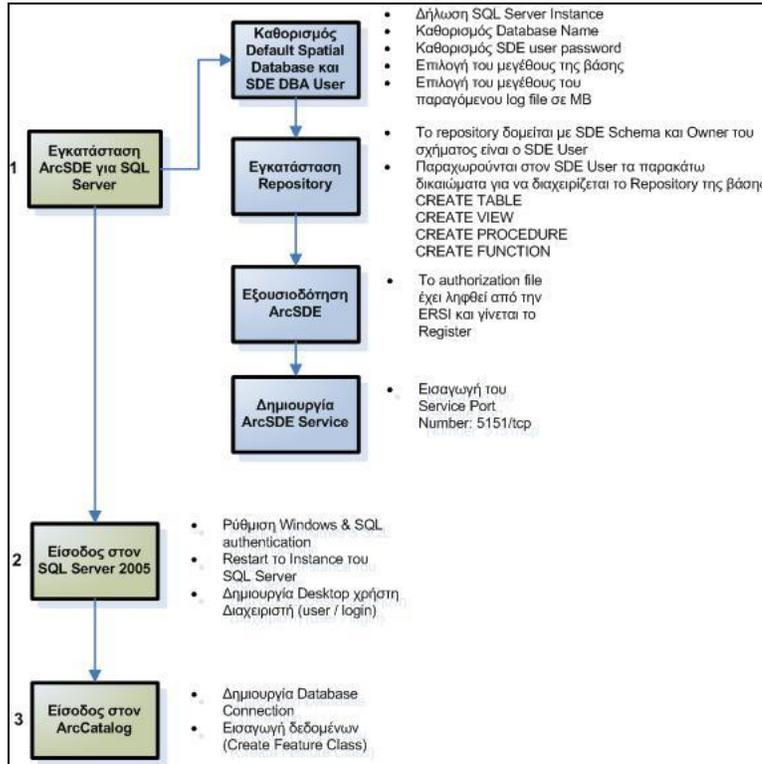 Καθορισμός
Default Spatial
Database και
SDE DBA User
• Δήλωση SQL Server Instance
• Καθορισμός Database Name
• Καθορισμός SDE user password
• Επιλογή του μεγέθους της βάσης
• Επιλογή του μεγέθους του
παραγόμενου log file σε MB
1
Εγκατάσταση
ArcSDE για SQL
Server
Εγκατάσταση
Repository
• Το repository δομείται με SDE Schema και Owner του
σχήματος είναι ο SDE User
• Παραχωρούνται στον SDE User τα παρακάτω
δικαιώματα για να διαχειρίζεται το Repository της βάσης
CREATE TABLE
CREATE VIEW
CREATE PROCEDURE
CREATE FUNCTION
Εξουσιοδότηση
ArcSDE
• Το authorization file
έχει ληφθεί από την
ERSI και γίνεται το
Register
Δημιουργία
ArcSDE Service
• Εισαγωγή του
Service Port
Number: 5151/tcp
2
Είσοδος στον
SQL Server 2005
• Ρύθμιση Windows & SQL
authentication
• Restart το Instance του
SQL Server
• Δημιουργία Desktop χρήστη
Διαχειριστή (user / login)
3
Είσοδος στον
ArcCatalog
• Δημιουργία Database
Connection
• Εισαγωγή δεδομένων
(Create Feature Class)